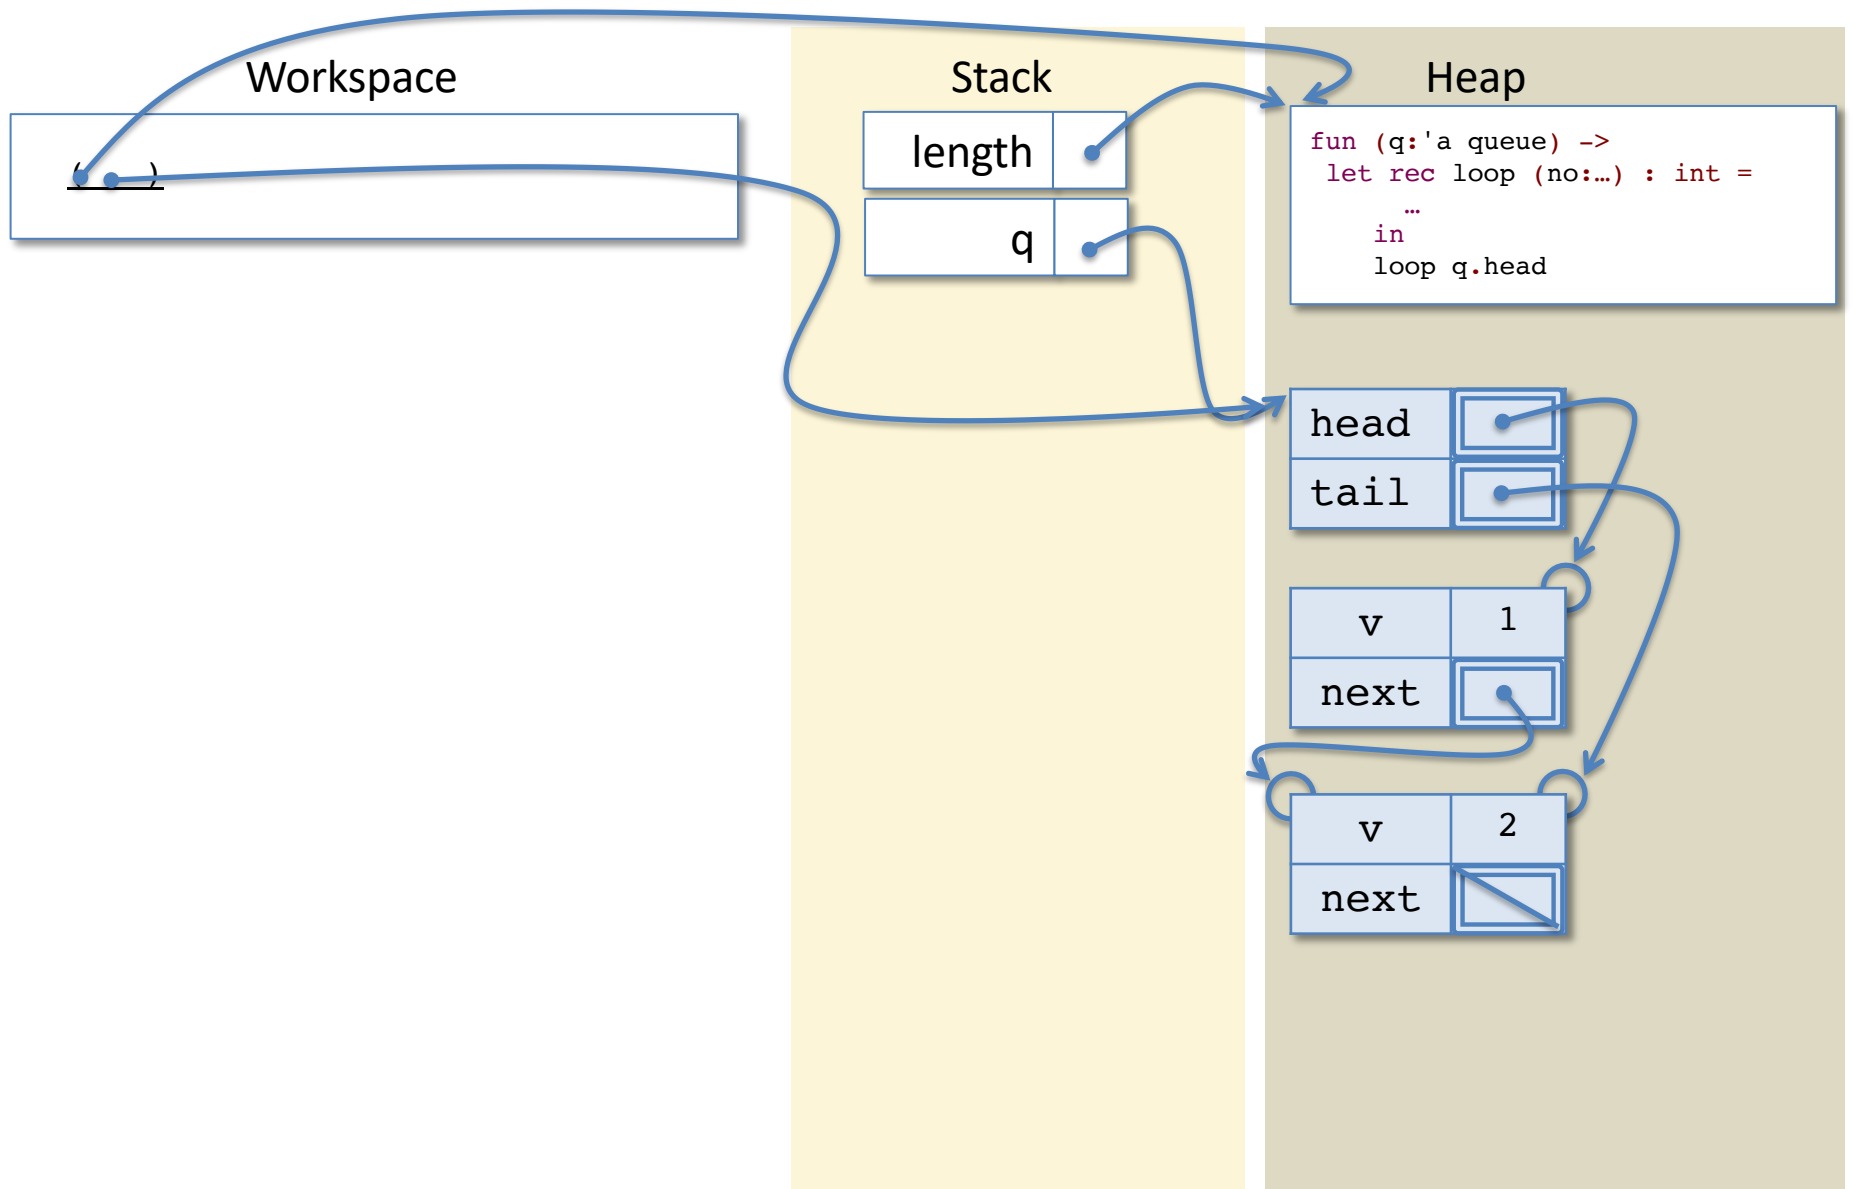 Workspace
Stack
Heap
( )
length
q
fun (q:'a queue) ->
let rec loop (no:…) : int =
…
in
loop q.head
head
tail
v 1
next
v 2
next